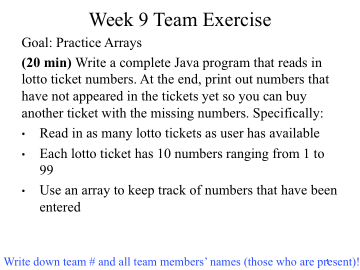 Week 9 Team Exercise
Goal: Practice Arrays
(20 min) Write a complete Java program that reads in
lotto ticket numbers. At the end, print out numbers that
have not appeared in the tickets yet so you can buy
another ticket with the missing numbers. Specifically:
• Read in as many lotto tickets as user has available
• Each lotto ticket has 10 numbers ranging from 1 to
99
• Use an array to keep track of numbers that have been
entered
Write down team # and all team members' names (those who are present)!